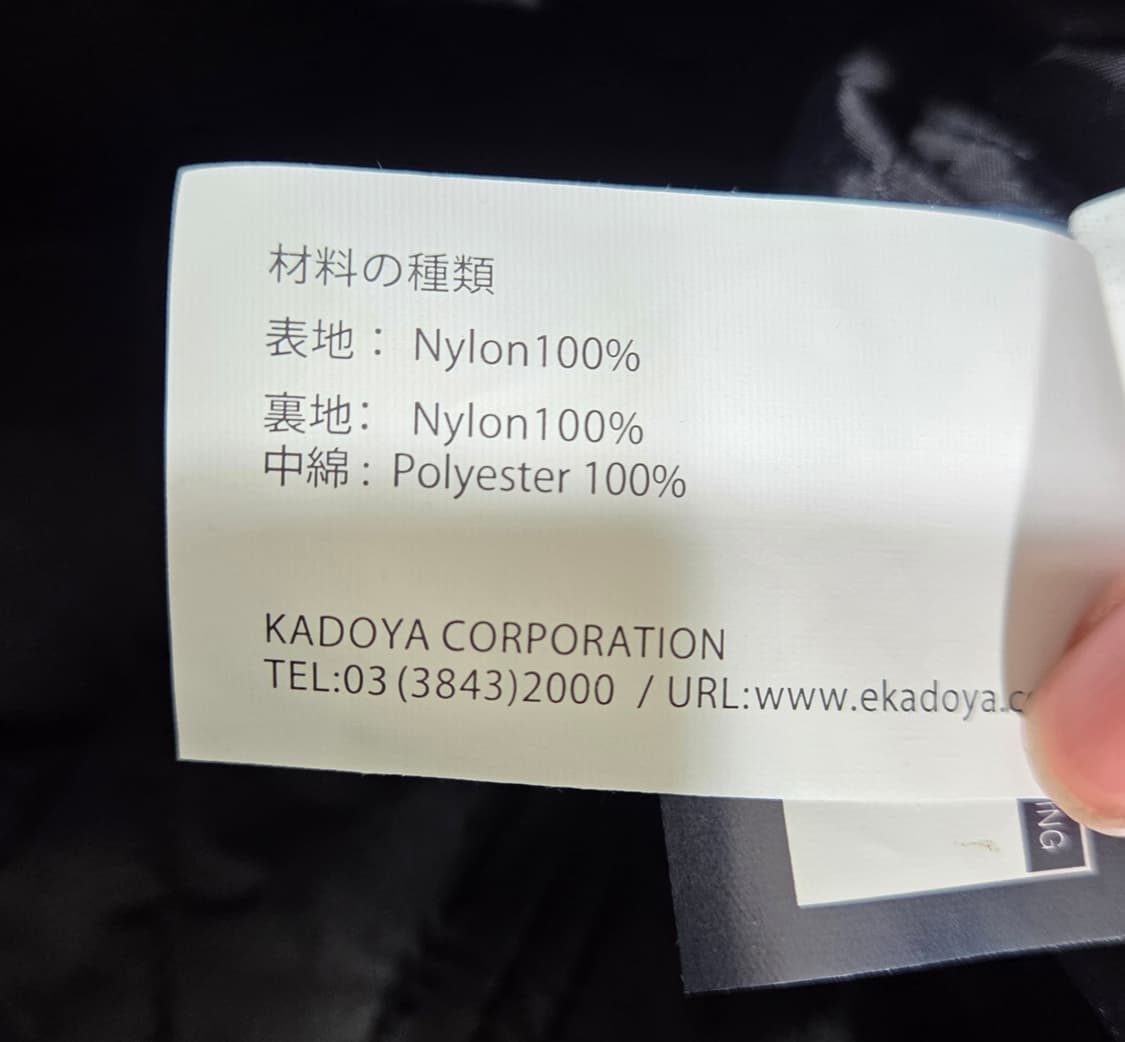 材料の種類
表地： Nylon100%
裏地： Nylon100%
中綿 : Polyester 100%
KADOYA CORPORATION
TEL:03 (3843)2000 / URL:www.ekadoya.c
ING